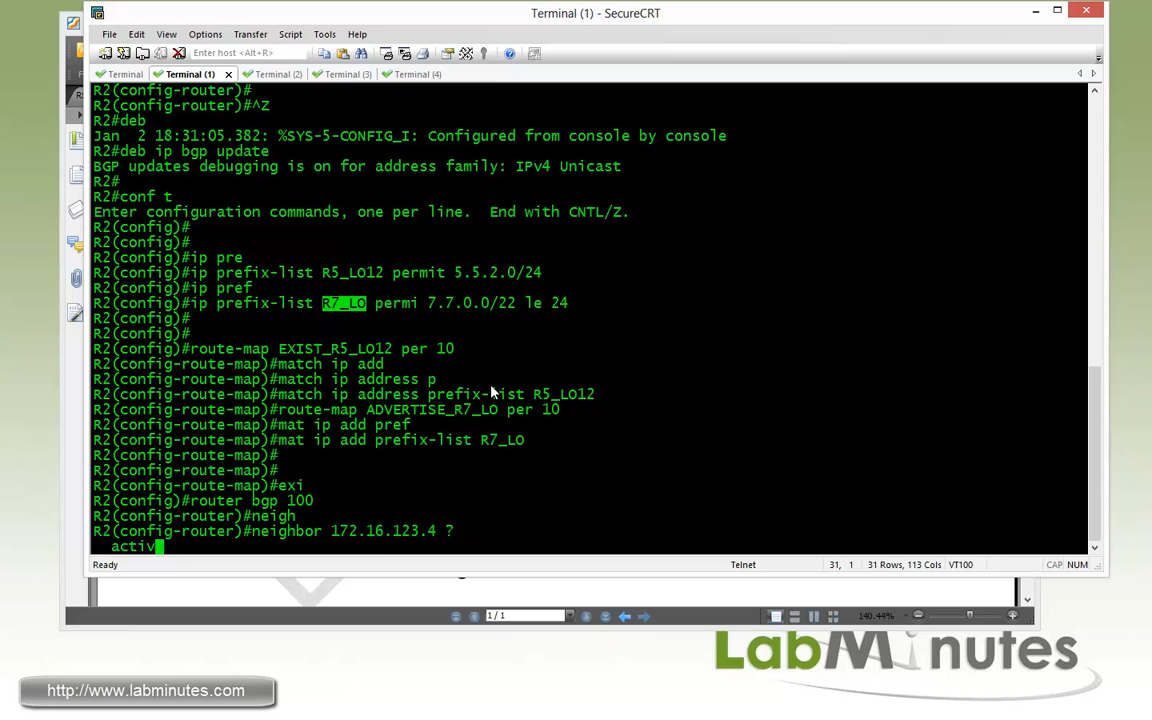 Terminal (1) - SecureCRT
File Edit View Options Transfer Script Tools Help
Enter host <Alt+R>
Terminal Terminal (1) Terminal (2) Terminal (3) Terminal (4)
R2(config-router)#
R2(config-router)#^Z
R2#deb
Jan  2 18:31:05.382: %SYS-5-CONFIG_I: Configured from console by console
R2#deb ip bgp update
BGP updates debugging is on for address family: IPv4 Unicast
R2#
R2#conf t
Enter configuration commands, one per line.  End with CNTL/Z.
R2(config)#
R2(config)#
R2(config)#ip pre
R2(config)#ip prefix-list R5_LO12 permit 5.5.2.0/24
R2(config)#ip pref
R2(config)#ip prefix-list R7_LO permi 7.7.0.0/22 le 24
R2(config)#
R2(config)#
R2(config)#route-map EXIST_R5_LO12 per 10
R2(config-route-map)#match ip add
R2(config-route-map)#match ip address p
R2(config-route-map)#match ip address prefix-list R5_LO12
R2(config-route-map)#route-map ADVERTISE_R7_LO per 10
R2(config-route-map)#mat ip add pref
R2(config-route-map)#mat ip add prefix-list R7_LO
R2(config-route-map)#
R2(config-route-map)#
R2(config-route-map)#exi
R2(config)#router bgp 100
R2(config-router)#neigh
R2(config-router)#neighbor 172.16.123.4 ?
activ
Ready Telnet 31, 1 31 Rows, 113 Cols VT100 CAP NUM
1 / 1 140.44%
LabMinutes
http://www.labminutes.com